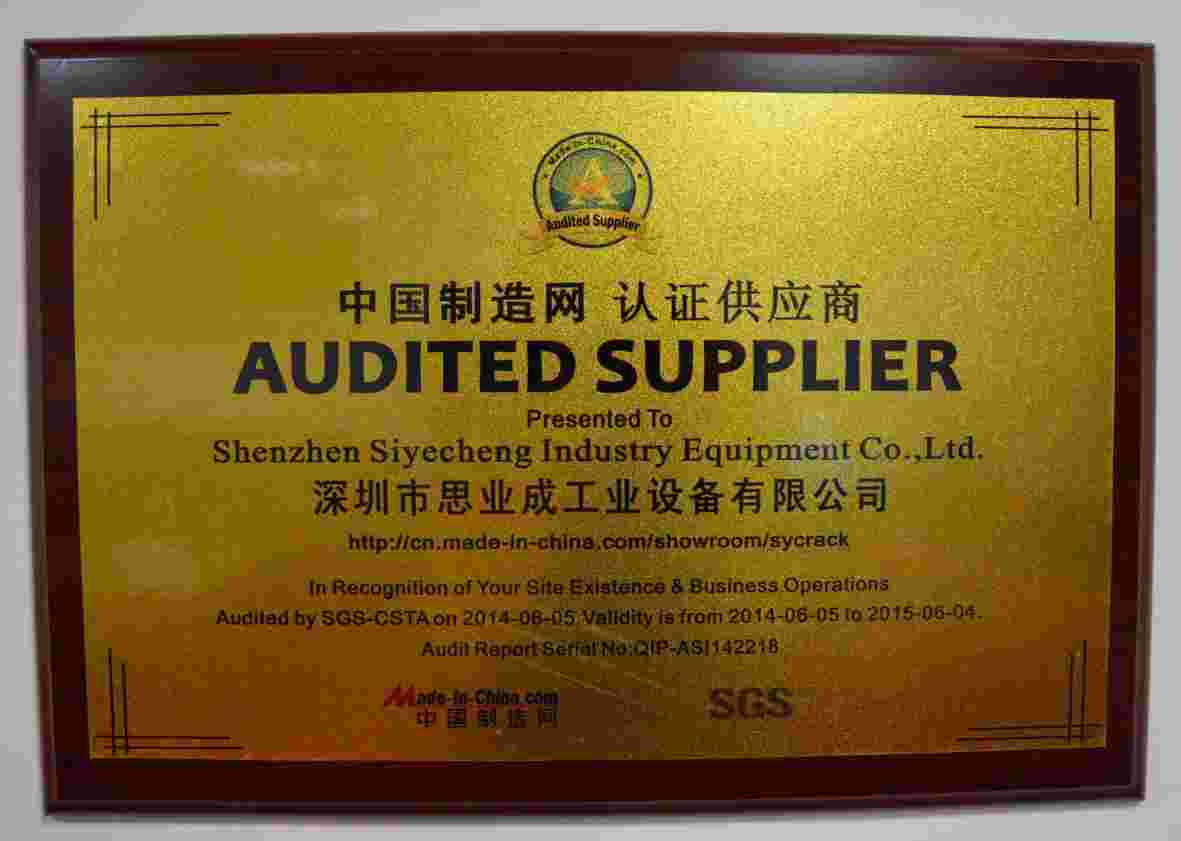 Made-in-China.com
Audited Supplier
中国制造网 认证供应商
AUDITED SUPPLIER
Presented To
Shenzhen Siyecheng Industry Equipment Co.,Ltd.
深圳市思业成工业设备有限公司
http://cn.made-in-china.com/showroom/sycrack
In Recognition of Your Site Existence & Business Operations
Audited by SGS-CSTA on 2014-06-05 Validity is from 2014-06-05 to 2015-06-04.
Audit Report Serial No:QIP-ASI142218
Made-in-China.com
中国制造网
SGS